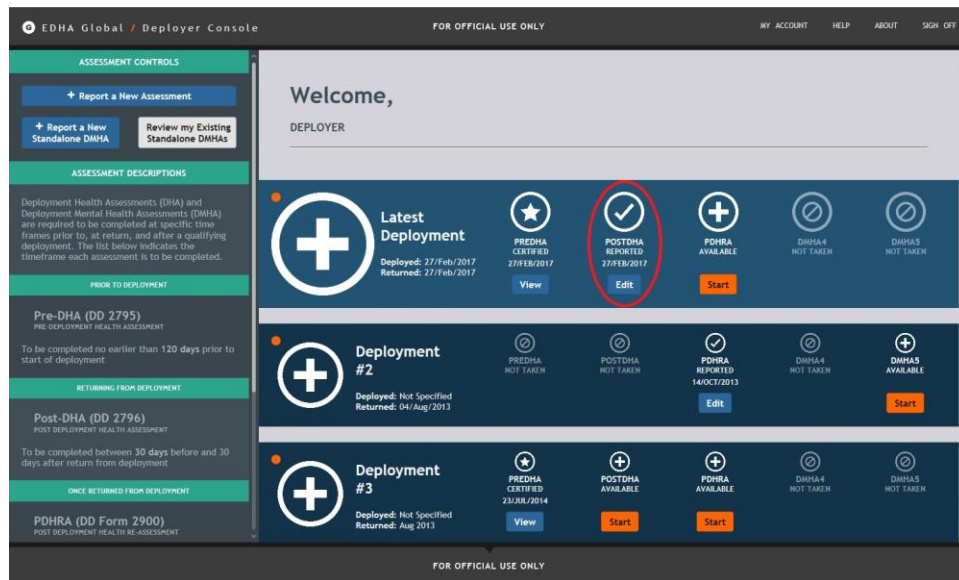 G EDHA Global / Deployer Console
FOR OFFICIAL USE ONLY
MY ACCOUNT HELP ABOUT SIGN OFF
ASSESSMENT CONTROLS
+ Report a New Assessment
+ Report a New
Standalone DMHA
Review my Existing
Standalone DMHAs
ASSESSMENT DESCRIPTIONS
Deployment Health Assessments (DHA) and
Deployment Mental Health Assessments (DMHA)
are required to be completed at specific time
frames prior to, at return, and after a qualifying
deployment. The list below indicates the
timeframe each assessment is to be completed.
PRIOR TO DEPLOYMENT
Pre-DHA (DD 2795)
PRE-DEPLOYMENT HEALTH ASSESSMENT
To be completed no earlier than 120 days prior to
start of deployment
RETURNING FROM DEPLOYMENT
Post-DHA (DD 2796)
POST DEPLOYMENT HEALTH ASSESSMENT
To be completed between 30 days before and 30
days after return from deployment
ONCE RETURNED FROM DEPLOYMENT
PDHRA (DD Form 2900)
POST DEPLOYMENT HEALTH RE-ASSESSMENT
Welcome,
DEPLOYER
Latest
Deployment
Deployed: 27/Feb/2017
Returned: 27/Feb/2017
PREDHA
CERTIFIED
27/FEB/2017
View
POSTDHA
REPORTED
27/FEB/2017
Edit
PDHRA
AVAILABLE
Start
DMHA4
NOT TAKEN
DMHA5
NOT TAKEN
Deployment
#2
Deployed: Not Specified
Returned: 04/Aug/2013
PREDHA
NOT TAKEN
POSTDHA
NOT TAKEN
PDHRA
REPORTED
14/OCT/2013
Edit
DMHA4
NOT TAKEN
DMHA5
AVAILABLE
Start
Deployment
#3
Deployed: Not Specified
Returned: Aug 2013
PREDHA
CERTIFIED
23/JUL/2014
View
POSTDHA
AVAILABLE
Start
PDHRA
AVAILABLE
Start
DMHA4
NOT TAKEN
DMHA5
NOT TAKEN
FOR OFFICIAL USE ONLY